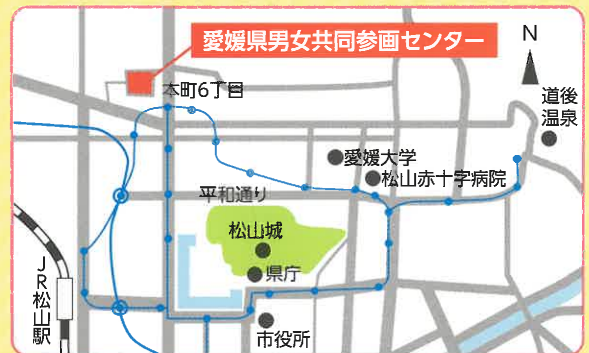 愛媛県男女共同参画センター
N
本町6丁目
道後
温泉
愛媛大学
松山赤十字病院
平和通り
松山城
県庁
JR松山駅
市役所